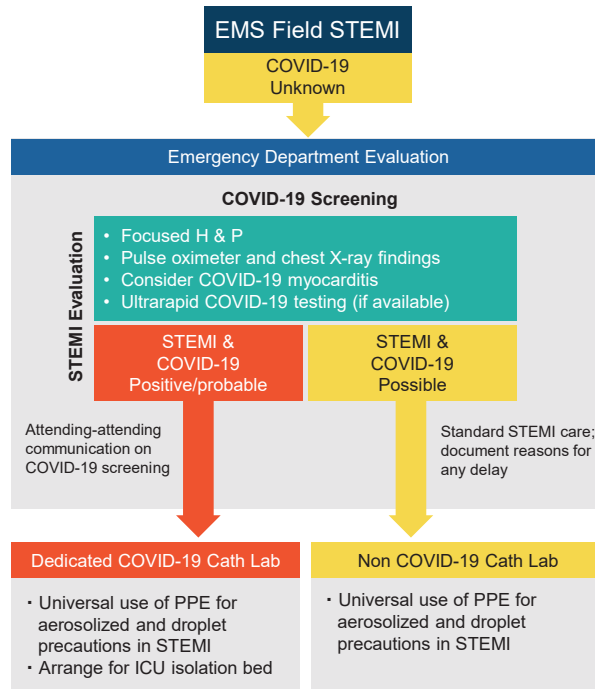 EMS Field STEMI
COVID-19
Unknown
Emergency Department Evaluation
COVID-19 Screening
STEMI Evaluation
• Focused H & P
• Pulse oximeter and chest X-ray findings
• Consider COVID-19 myocarditis
• Ultrarapid COVID-19 testing (if available)
STEMI &
COVID-19
Positive/probable
STEMI &
COVID-19
Possible
Attending-attending
communication on
COVID-19 screening
Standard STEMI care;
document reasons for
any delay
Dedicated COVID-19 Cath Lab
· Universal use of PPE for
aerosolized and droplet
precautions in STEMI
· Arrange for ICU isolation bed
Non COVID-19 Cath Lab
· Universal use of PPE for
aerosolized and droplet
precautions in STEMI